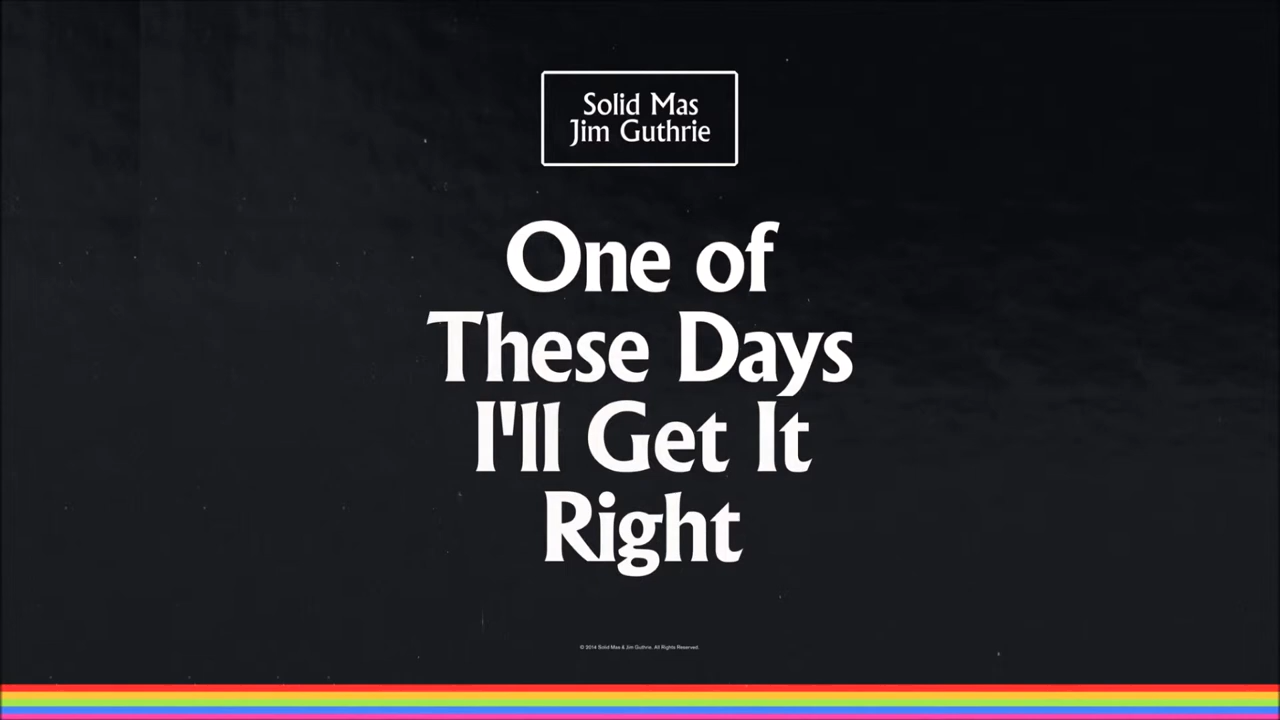 Solid Mas
Jim Guthrie
One of
These Days
I'll Get It
Right
© 2014 Solid Mas & Jim Guthrie. All Rights Reserved.